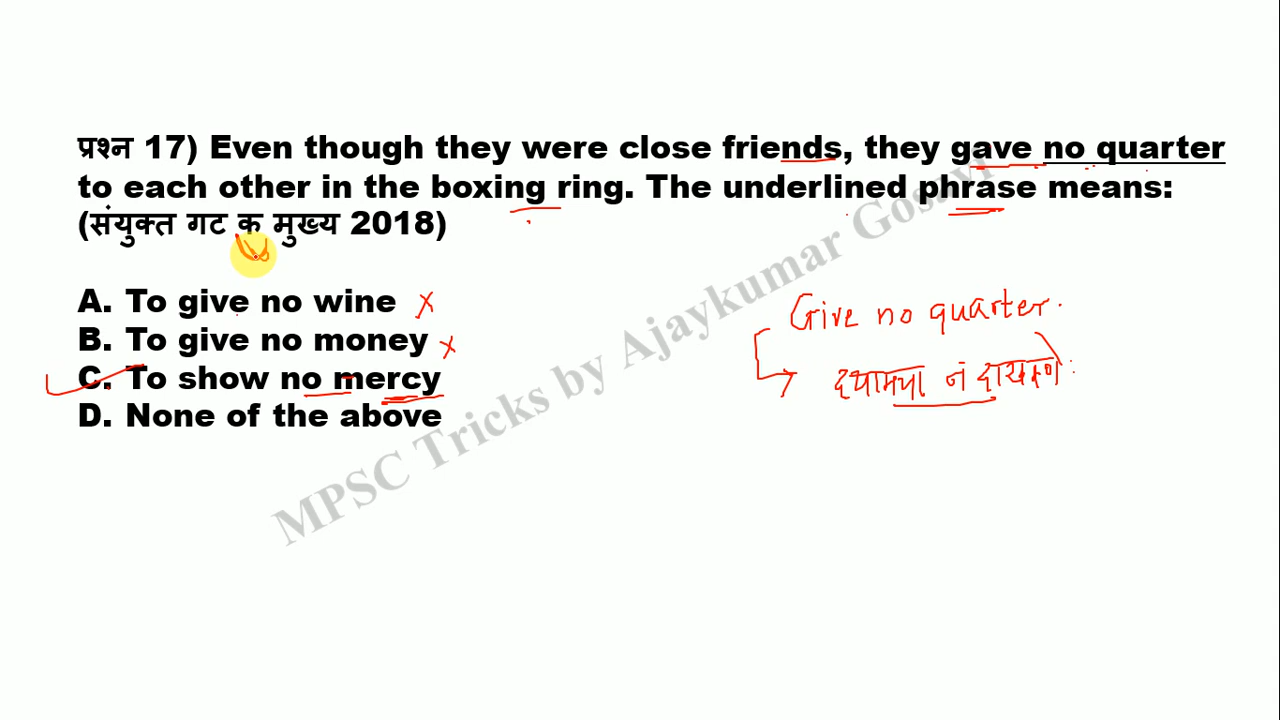 प्रश्न 17) Even though they were close friends, they gave no quarter
to each other in the boxing ring. The underlined phrase means:
(संयुक्त गट क मुख्य 2018)
A. To give no wine x
B. To give no money x
C. To show no mercy
D. None of the above
Give no quarter.
दयामाया न दाखवणे
MPSC Tricks by Ajaykumar Gosavi